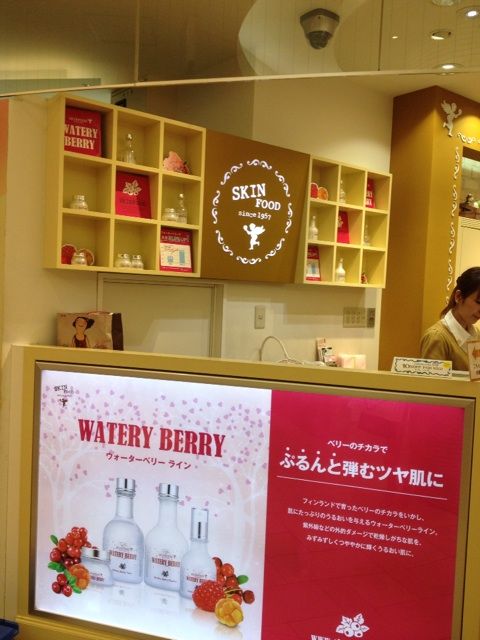 WATERY
BERRY
SKIN
FOOD
since 1957
SKIN
FOOD
WATERY BERRY
ウォーターベリー ライン
WATERY BERRY
WATERY BERRY
ベリーのチカラで
ぷるんと弾むツヤ肌に
フィンランドで育ったベリーのチカラをいかし、
肌にたっぷりのうるおいを与えるウォーターベリーライン。
紫外線などの外的ダメージで乾燥しがちな肌を、
みずみずしくつややかに輝くうるおい肌に。